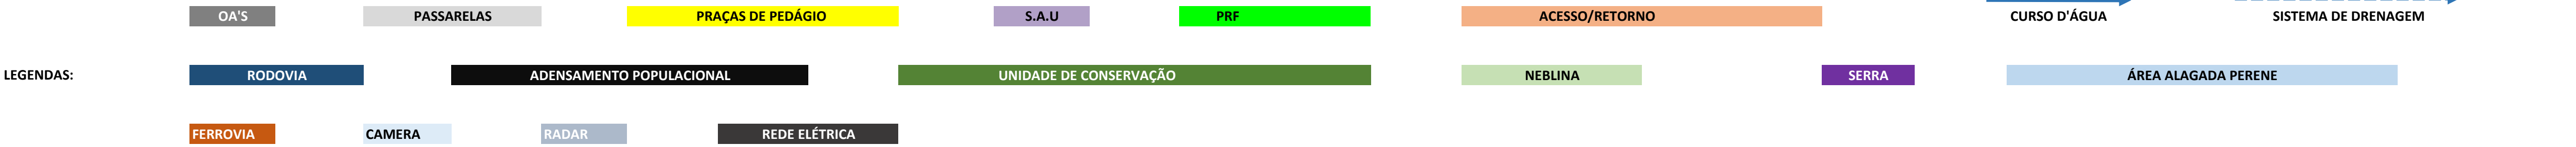 OA'S PASSARELAS PRAÇAS DE PEDÁGIO S.A.U PRF ACESSO/RETORNO CURSO D'ÁGUA SISTEMA DE DRENAGEM
LEGENDAS: RODOVIA ADENSAMENTO POPULACIONAL UNIDADE DE CONSERVAÇÃO NEBLINA SERRA ÁREA ALAGADA PERENE
FERROVIA CAMERA RADAR REDE ELÉTRICA